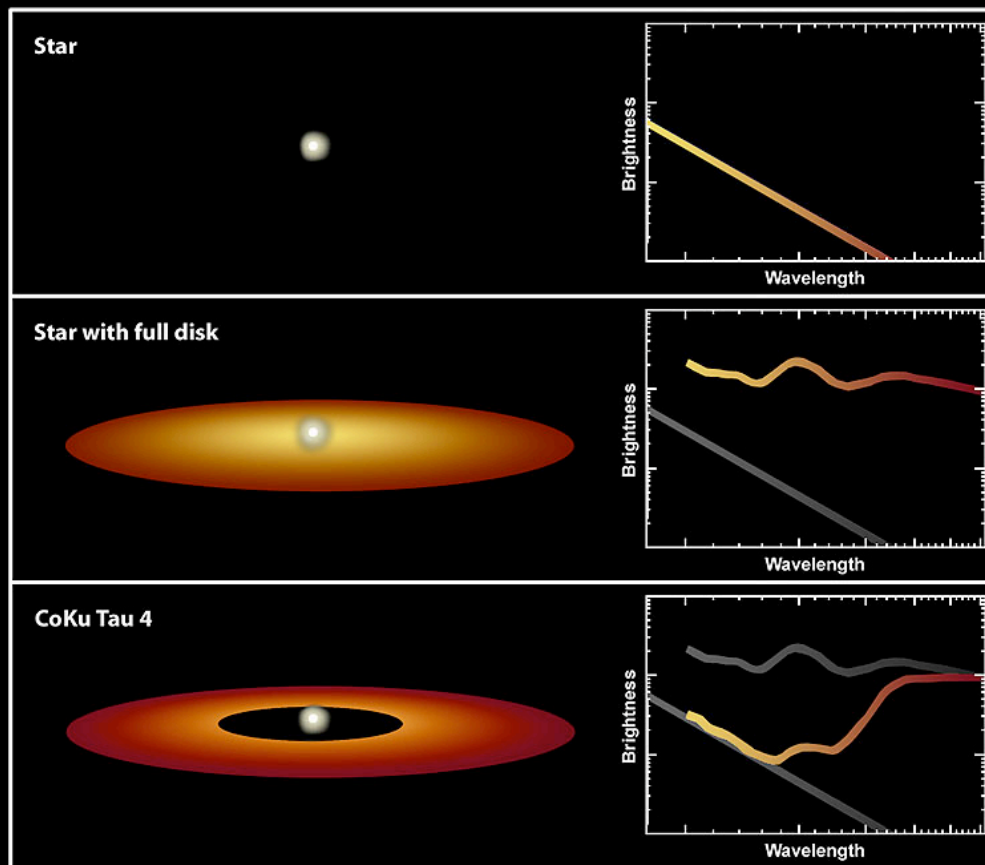 Star
Brightness
Wavelength
Star with full disk
Brightness
Wavelength
CoKu Tau 4
Brightness
Wavelength